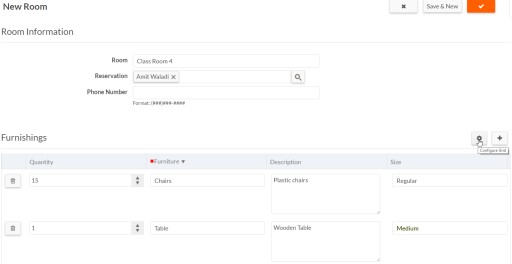 New Room
Save & New
Room Information
Room Class Room 4
Reservation Amit Waladi ×
Phone Number
Format: (###)###-####
Furnishings
Configure Grid
Quantity Furniture ▼ Description Size
15 Chairs Plastic chairs Regular
1 Table Wooden Table Medium